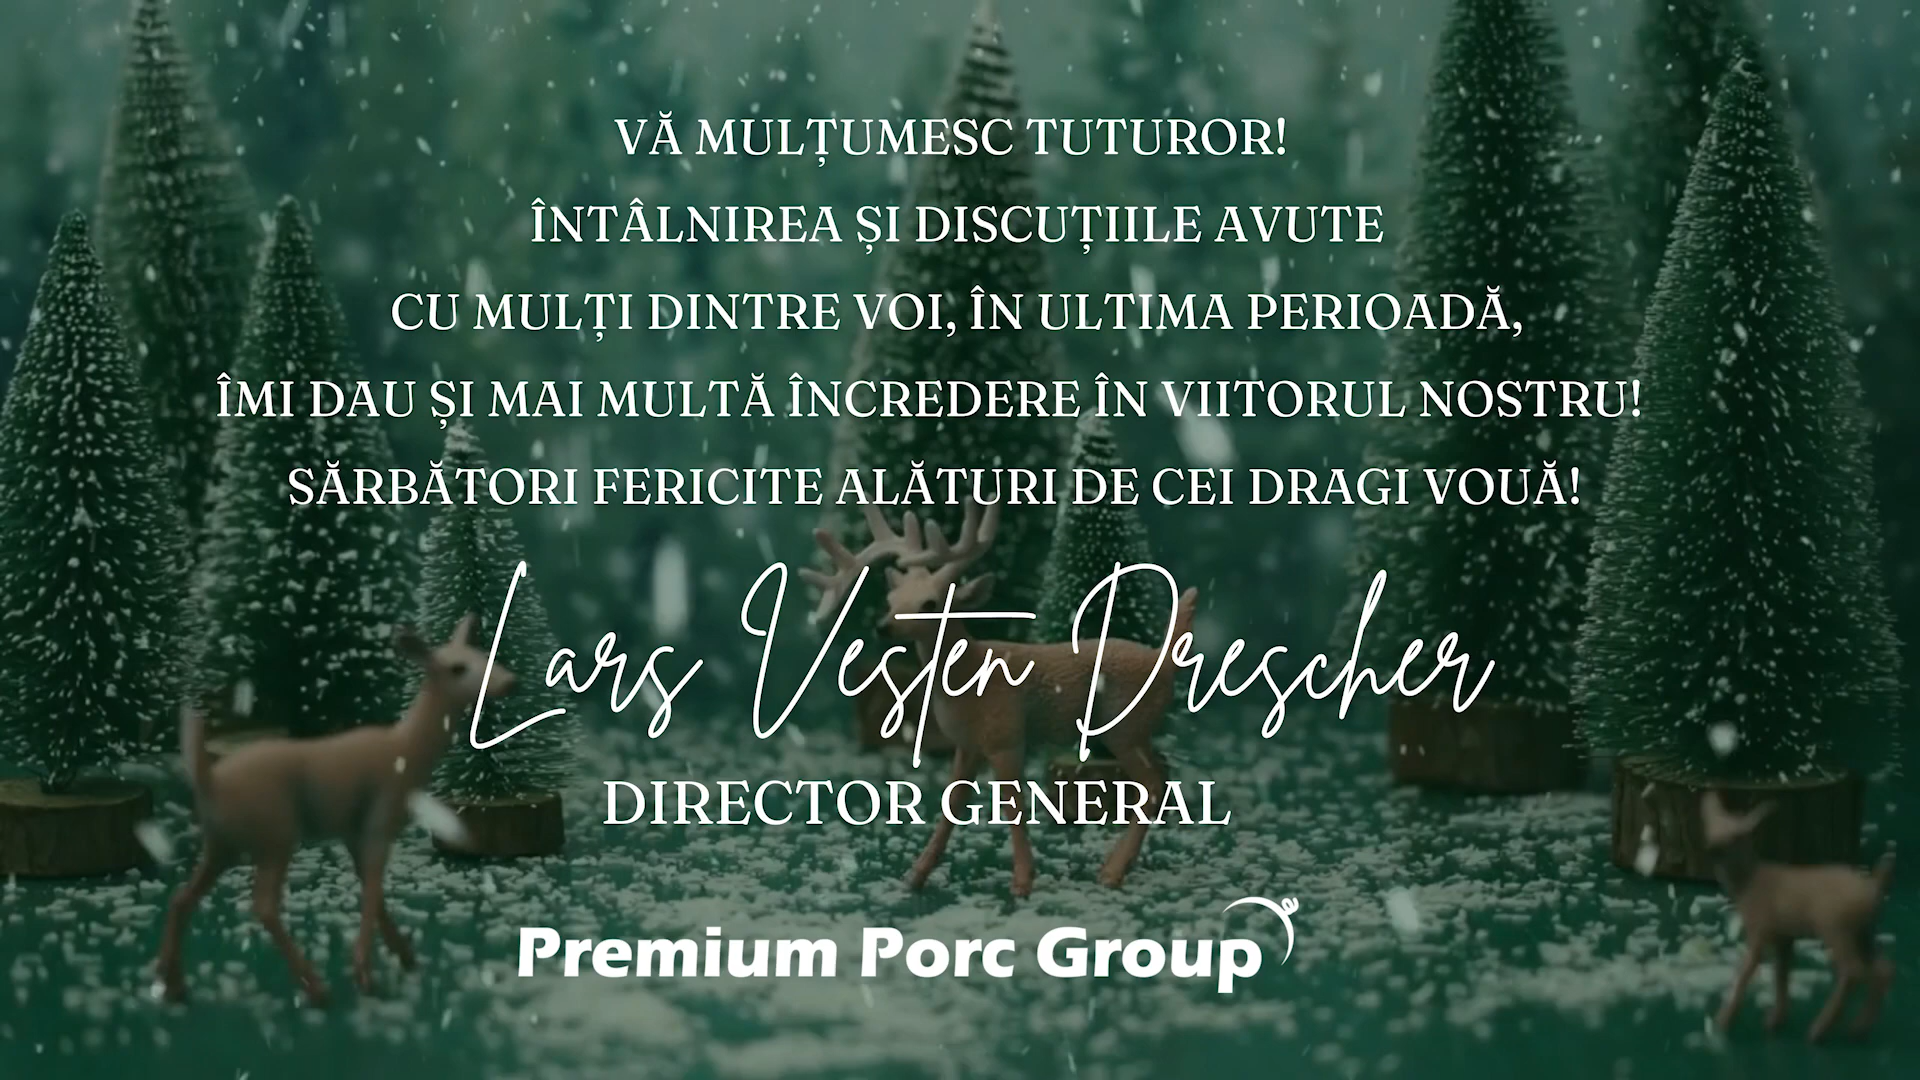 VĂ MULȚUMESC TUTUROR!
ÎNTÂLNIREA ȘI DISCUȚIILE AVUTE
CU MULȚI DINTRE VOI, ÎN ULTIMA PERIOADĂ,
ÎMI DAU ȘI MAI MULTĂ ÎNCREDERE ÎN VIITORUL NOSTRU!
SĂRBĂTORI FERICITE ALĂTURI DE CEI DRAGI VOUĂ!
Lars Vesten Drescher
DIRECTOR GENERAL
Premium Porc Group